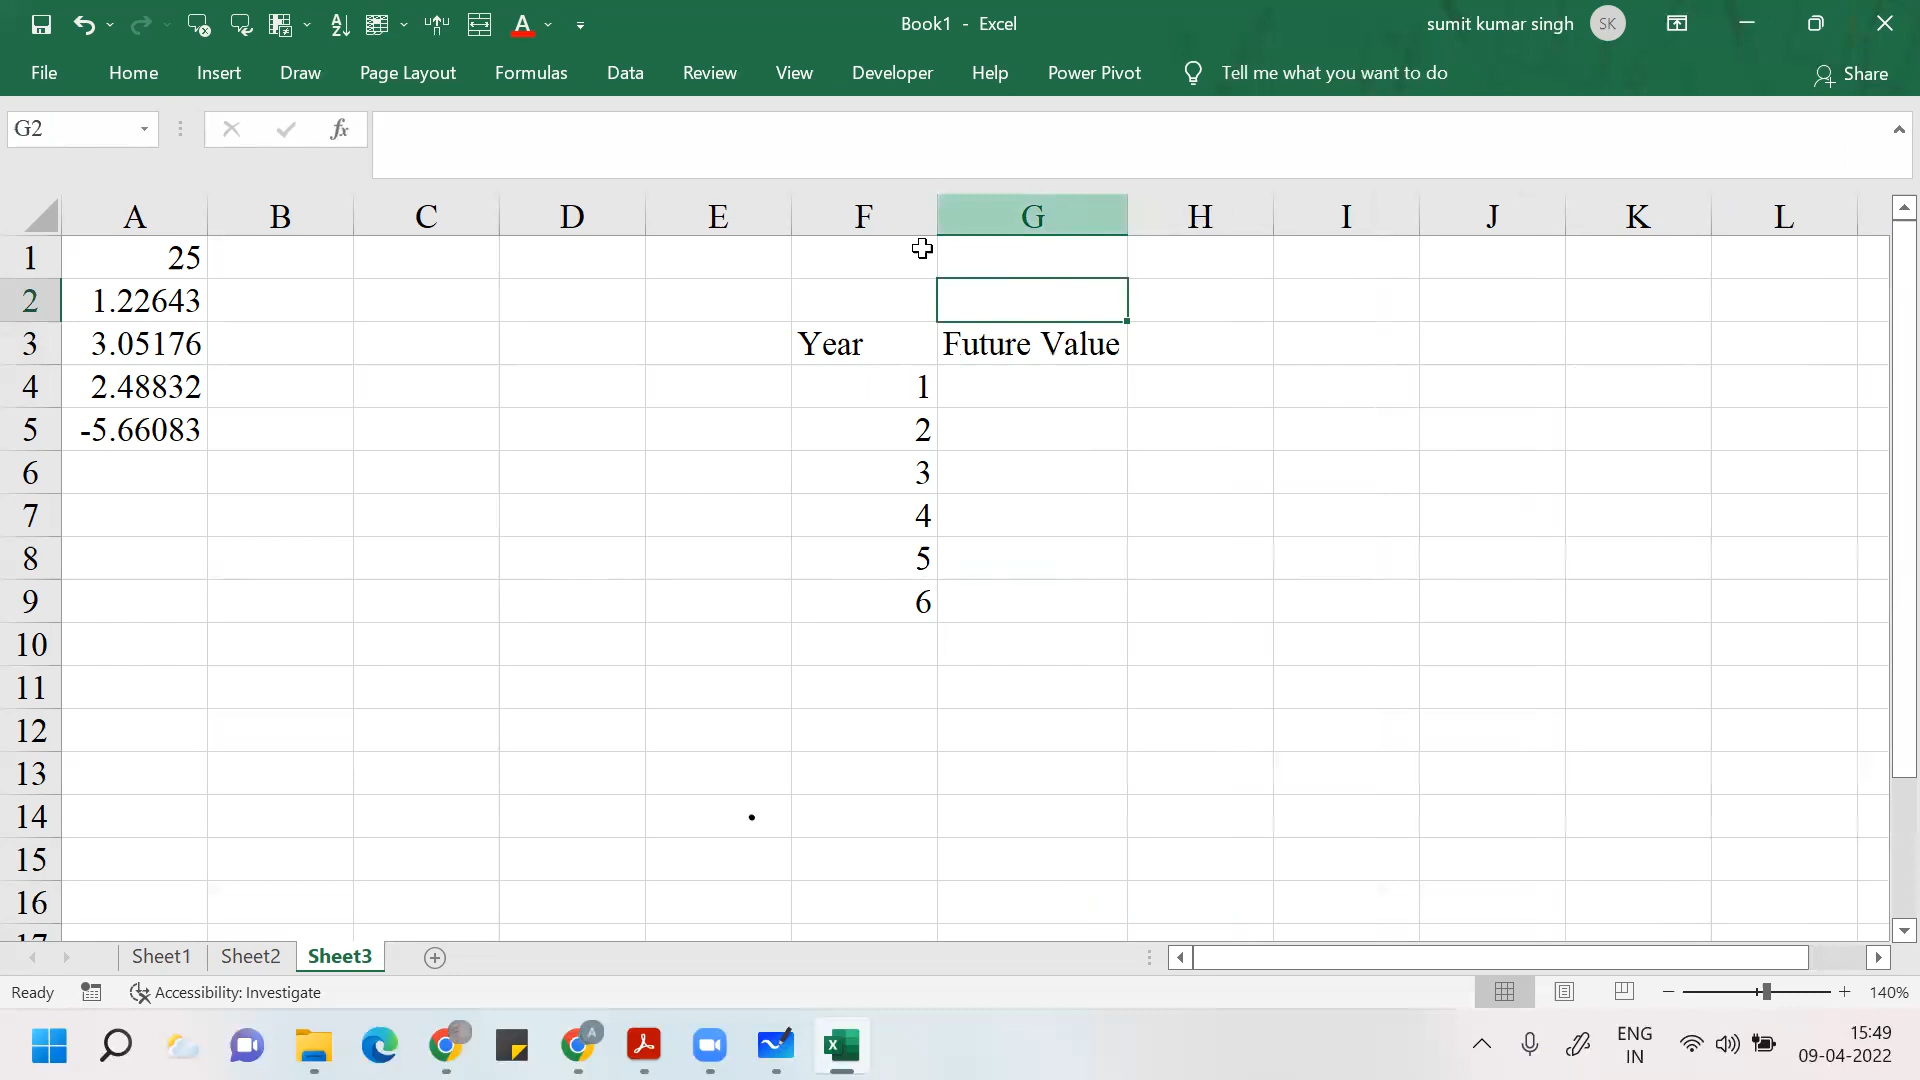 Book1 - Excel
sumit kumar singh
SK
File Home Insert Draw Page Layout Formulas Data Review View Developer Help Power Pivot Tell me what you want to do Share
G2
fx
A B C D E F G H I J K L
1 25
2 1.22643
3 3.05176 Year Future Value
4 2.48832 1
5 -5.66083 2
6 3
7 4
8 5
9 6
10
11
12
13
14
15
16
17
Sheet1 Sheet2 Sheet3
Ready Accessibility: Investigate 140%
ENG 15:49
IN 09-04-2022